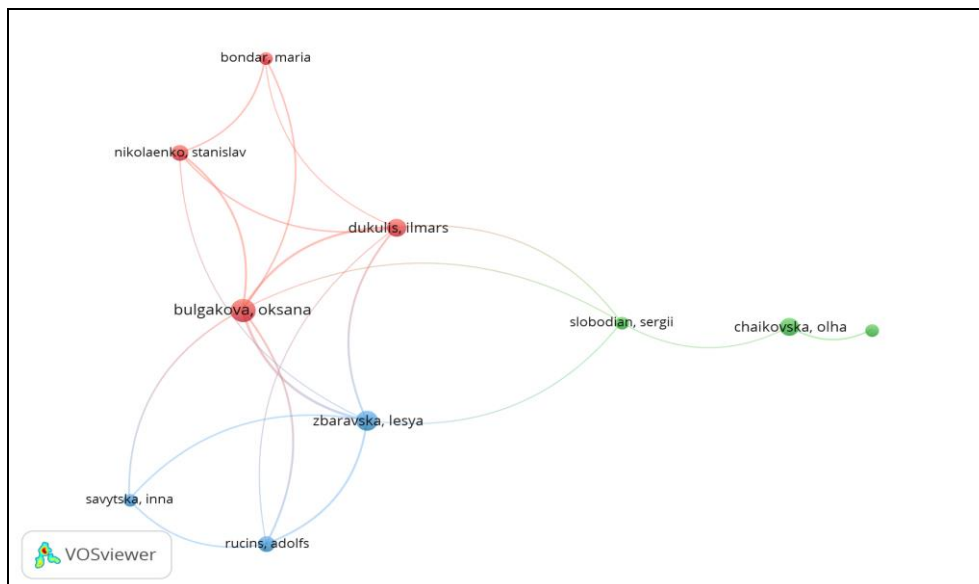 bondar, maria
nikolaenko, stanislav
dukulis, ilmars
bulgakova, oksana
slobodian, sergii
chaikovska, olha
zbaravska, lesya
savytska, inna
rucins, adolfs
VOSviewer